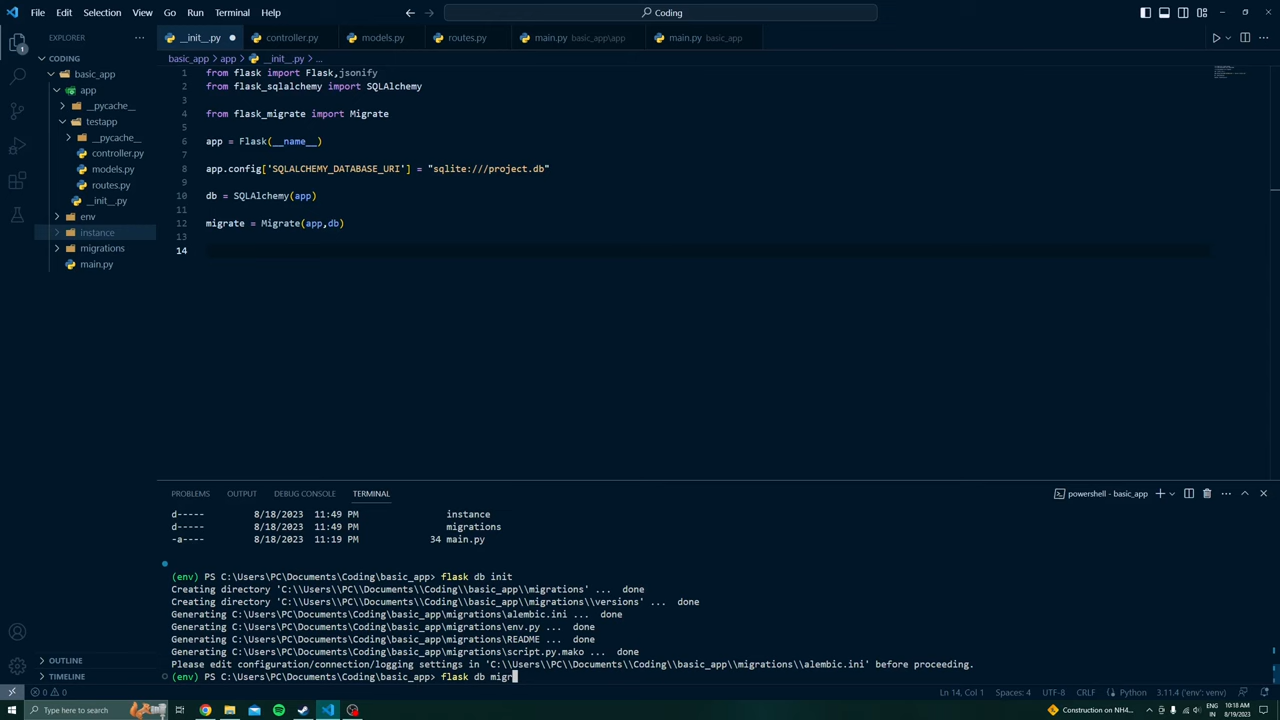 File Edit Selection View Go Run Terminal Help
Coding
EXPLORER
__init__.py
controller.py
models.py
routes.py
main.py basic_app\app
main.py basic_app
CODING
basic_app
app
__pycache__
testapp
__pycache__
controller.py
models.py
routes.py
__init__.py
env
instance
migrations
main.py
OUTLINE
TIMELINE
basic_app > app > __init__.py > ...
1 from flask import Flask,jsonify
2 from flask_sqlalchemy import SQLAlchemy
3
4 from flask_migrate import Migrate
5
6 app = Flask(__name__)
7
8 app.config['SQLALCHEMY_DATABASE_URI'] = "sqlite:///project.db"
9
10 db = SQLAlchemy(app)
11
12 migrate = Migrate(app,db)
13
14
PROBLEMS OUTPUT DEBUG CONSOLE TERMINAL
powershell - basic_app
d----- 8/18/2023 11:49 PM instance
d----- 8/18/2023 11:49 PM migrations
-a---- 8/18/2023 11:19 PM 34 main.py
(env) PS C:\Users\PC\Documents\Coding\basic_app> flask db init
Creating directory 'C:\\Users\\PC\\Documents\\Coding\\basic_app\\migrations' ... done
Creating directory 'C:\\Users\\PC\\Documents\\Coding\\basic_app\\migrations\\versions' ... done
Generating C:\Users\PC\Documents\Coding\basic_app\migrations\alembic.ini ... done
Generating C:\Users\PC\Documents\Coding\basic_app\migrations\env.py ... done
Generating C:\Users\PC\Documents\Coding\basic_app\migrations\README ... done
Generating C:\Users\PC\Documents\Coding\basic_app\migrations\script.py.mako ... done
Please edit configuration/connection/logging settings in 'C:\\Users\\PC\\Documents\\Coding\\basic_app\\migrations\\alembic.ini' before proceeding.
(env) PS C:\Users\PC\Documents\Coding\basic_app> flask db migr
0 0
Ln 14, Col 1 Spaces: 4 UTF-8 CRLF Python 3.11.4 ('env': venv)
Type here to search
Construction on NH4...
ENG
IN
10:18 AM
8/19/2023